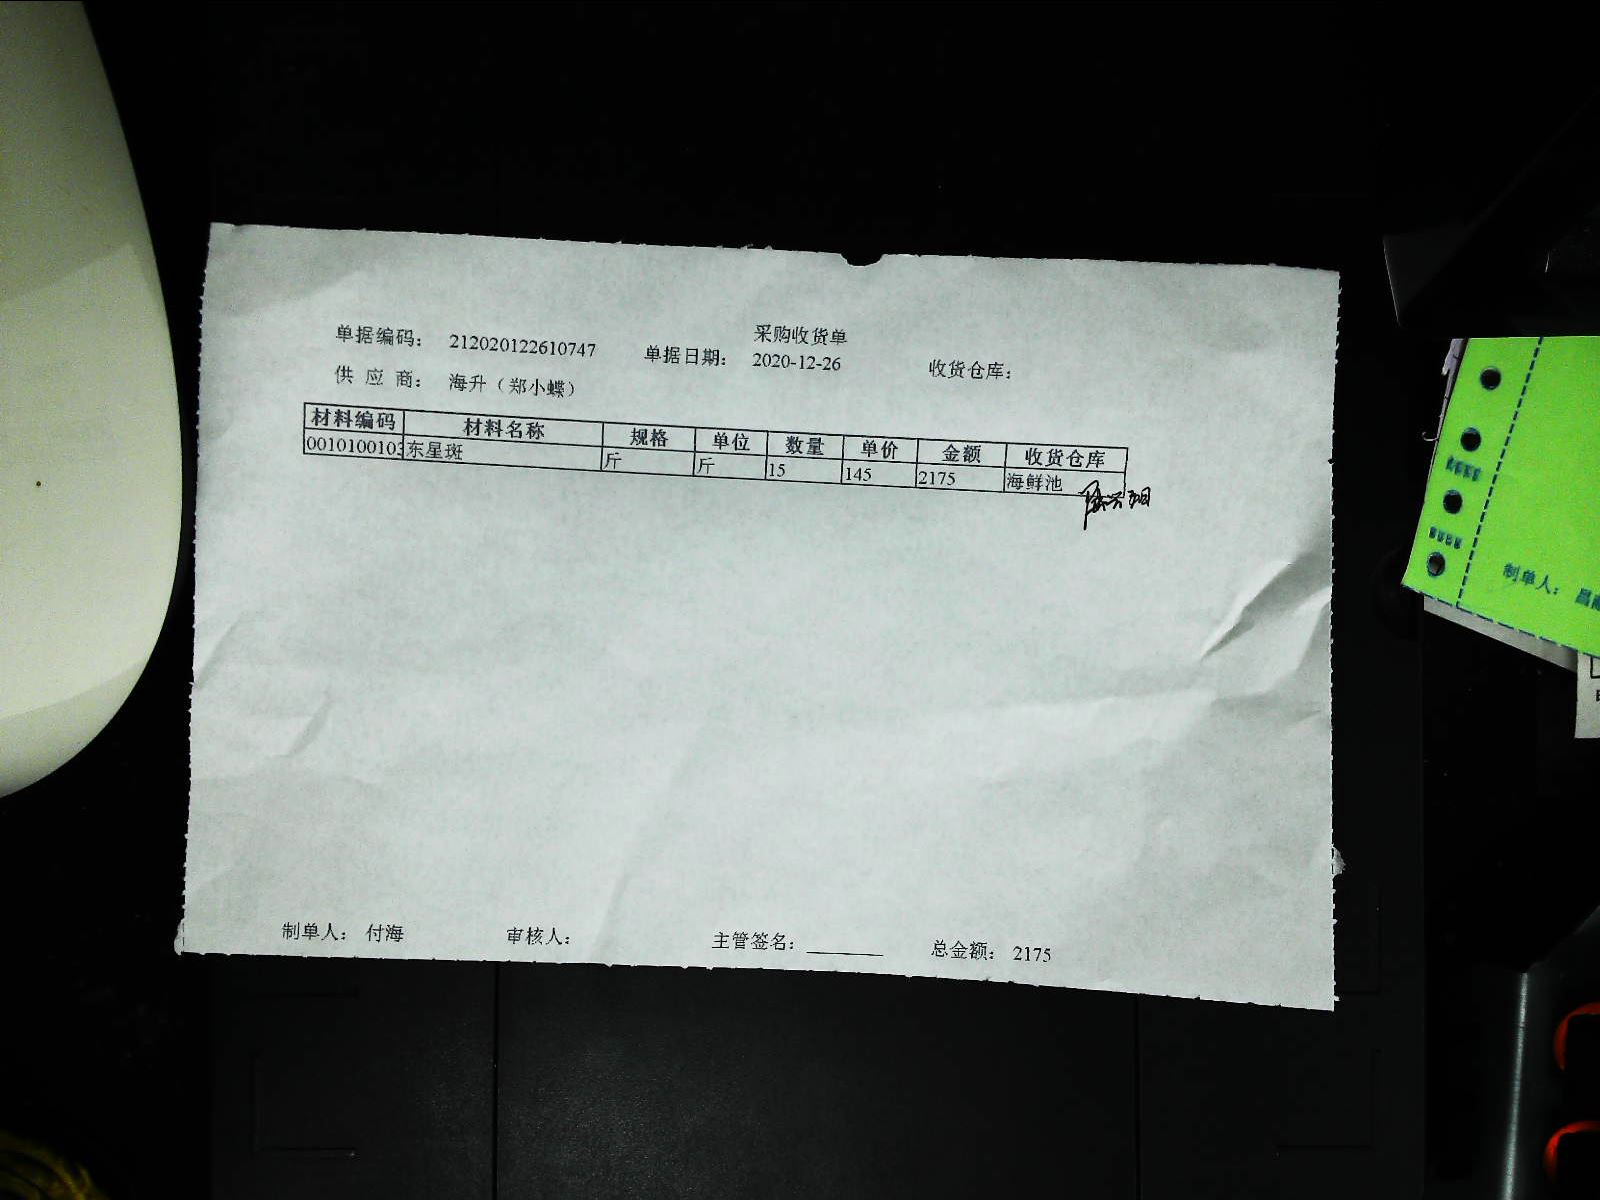 采购收货单
单据编码： 212020122610747 单据日期： 2020-12-26 收货仓库：
供 应 商： 海升（郑小蝶）
材料编码 材料名称 规格 单位 数量 单价 金额 收货仓库
0010100103 东星斑 斤 斤 15 145 2175 海鲜池
制单人： 付海 审核人： 主管签名： 总金额： 2175
制单人：